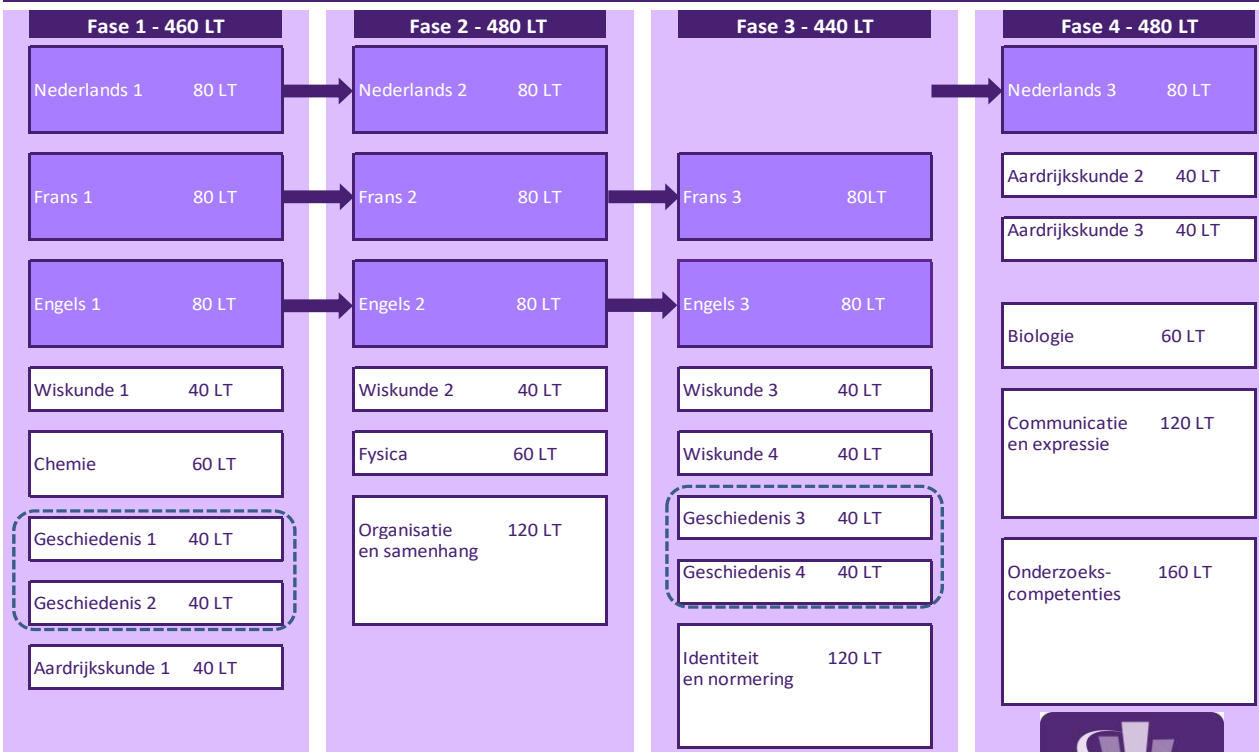 Fase 1 - 460 LT
Nederlands 1 80 LT
Frans 1 80 LT
Engels 1 80 LT
Wiskunde 1 40 LT
Chemie 60 LT
Geschiedenis 1 40 LT
Geschiedenis 2 40 LT
Aardrijkskunde 1 40 LT
Fase 2 - 480 LT
Nederlands 2 80 LT
Frans 2 80 LT
Engels 2 80 LT
Wiskunde 2 40 LT
Fysica 60 LT
Organisatie 120 LT
en samenhang
Fase 3 - 440 LT
Frans 3 80LT
Engels 3 80 LT
Wiskunde 3 40 LT
Wiskunde 4 40 LT
Geschiedenis 3 40 LT
Geschiedenis 4 40 LT
Identiteit 120 LT
en normering
Fase 4 - 480 LT
Nederlands 3 80 LT
Aardrijkskunde 2 40 LT
Aardrijkskunde 3 40 LT
Biologie 60 LT
Communicatie 120 LT
en expressie
Onderzoeks- 160 LT
competenties